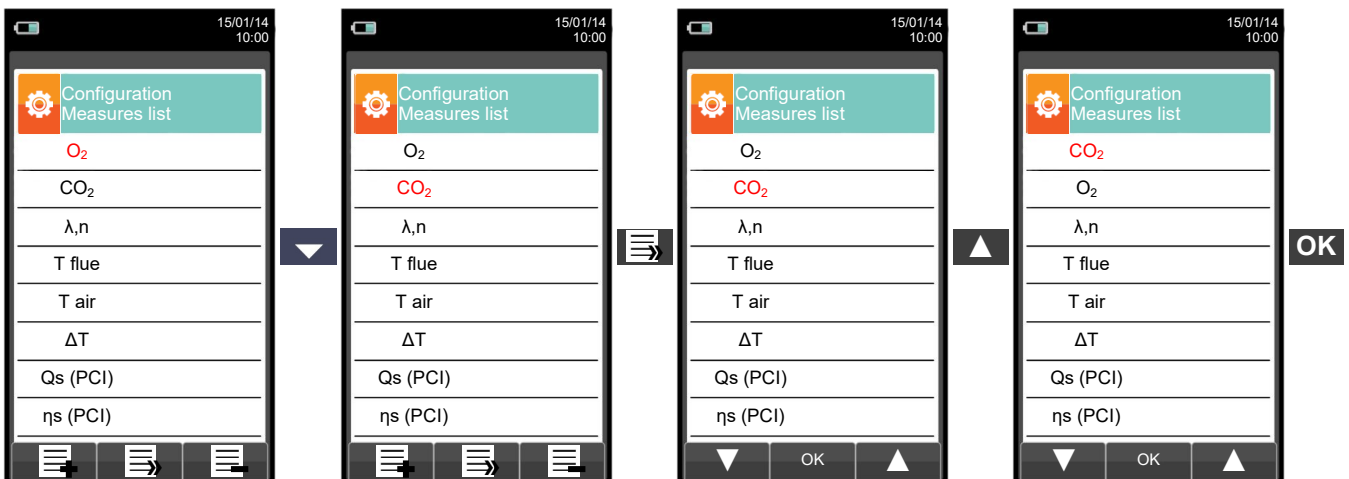 15/01/14
10:00
Configuration
Measures list
O₂
CO₂
λ,n
T flue
T air
ΔT
Qs (PCI)
ηs (PCI)
15/01/14
10:00
Configuration
Measures list
O₂
CO₂
λ,n
T flue
T air
ΔT
Qs (PCI)
ηs (PCI)
15/01/14
10:00
Configuration
Measures list
O₂
CO₂
λ,n
T flue
T air
ΔT
Qs (PCI)
ηs (PCI)
OK
15/01/14
10:00
Configuration
Measures list
CO₂
O₂
λ,n
T flue
T air
ΔT
Qs (PCI)
ηs (PCI)
OK
OK